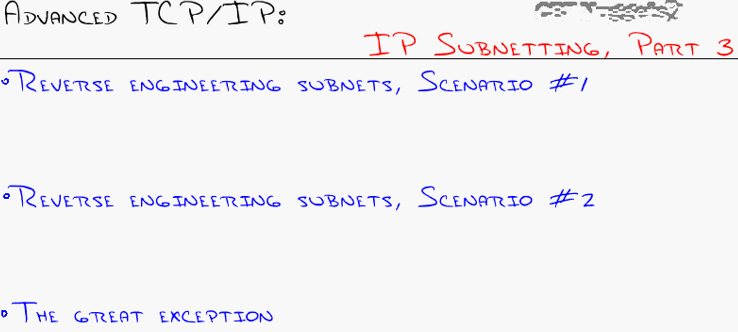 Advanced TCP/IP:
IP Subnetting, Part 3
Reverse engineering subnets, Scenario #1
Reverse engineering subnets, Scenario #2
The great exception